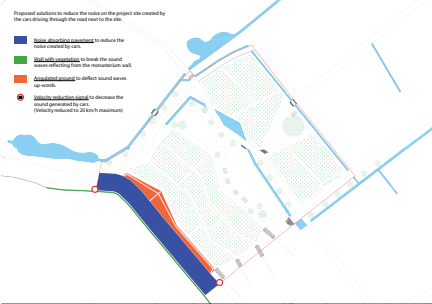 Proposed solutions to reduce the noise on the project site created by
the cars driving through the road next to the site.
Noise absorbing pavement to reduce the
noise created by cars.
Wall with vegetation to break the sound
waves reflecting from the monasterium wall.
Angulated ground to deflect sound waves
up-words.
Velocity reduction signal to decrease the
sound generated by cars.
(Velocity reduced to 20 km/h maximum)